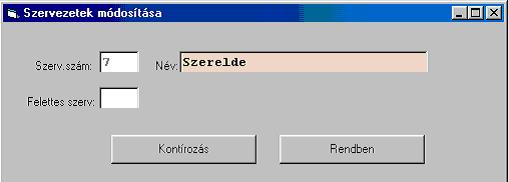 Szervezetek módosítása
Szerv.szám: 7 Név: Szerelde
Felettes szerv:
Kontírozás Rendben